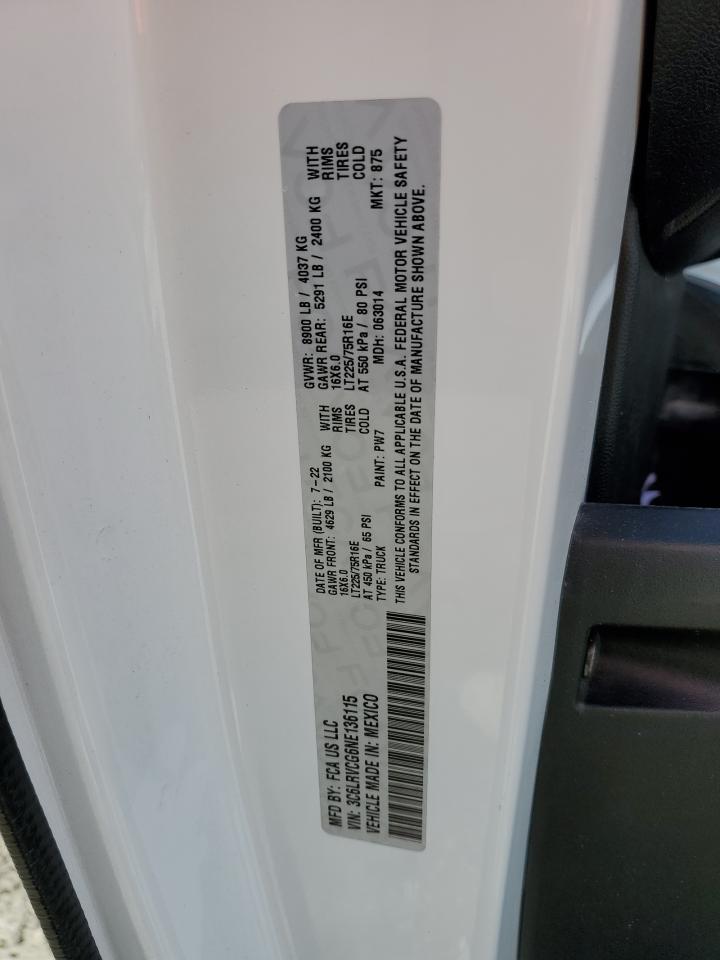 MFD BY: FCA US LLC
DATE OF MFR (BUILT): 7-22
GVWR: 8900 LB / 4037 KG
GAWR FRONT: 4629 LB / 2100 KG WITH
GAWR REAR: 5291 LB / 2400 KG WITH
16X6.0 RIMS
16X6.0 RIMS
LT225/75R16E TIRES
LT225/75R16E TIRES
AT 450 kPa / 65 PSI COLD
AT 550 kPa / 80 PSI COLD
VIN: 3C6LRVCG6NE136115
TYPE: TRUCK
PAINT: PW7
MDH: 063014
MKT: 875
VEHICLE MADE IN: MEXICO
THIS VEHICLE CONFORMS TO ALL APPLICABLE U.S.A. FEDERAL MOTOR VEHICLE SAFETY
STANDARDS IN EFFECT ON THE DATE OF MANUFACTURE SHOWN ABOVE.